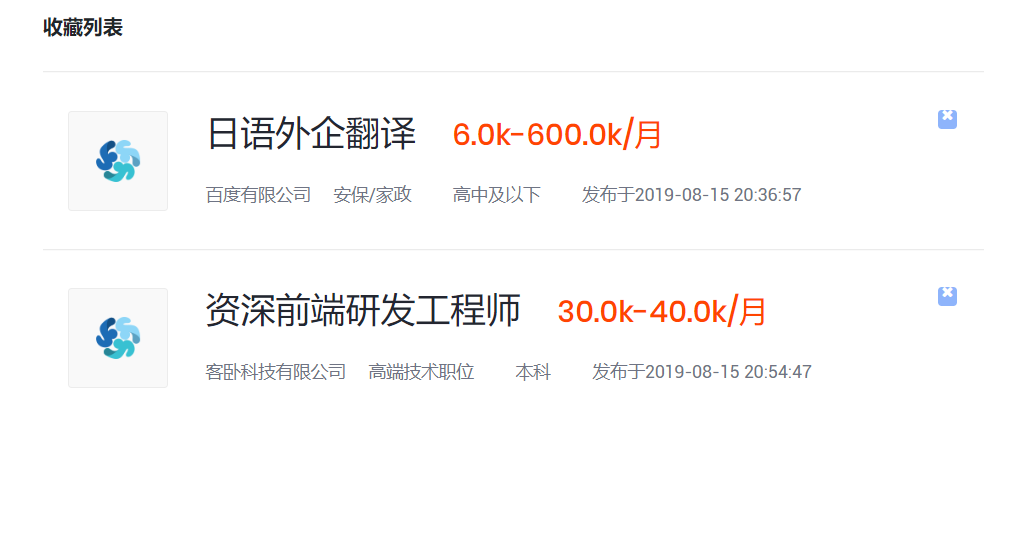 收藏列表
日语外企翻译 6.0k-600.0k/月
百度有限公司 安保/家政 高中及以下 发布于2019-08-15 20:36:57
资深前端研发工程师 30.0k-40.0k/月
客卧科技有限公司 高端技术职位 本科 发布于2019-08-15 20:54:47